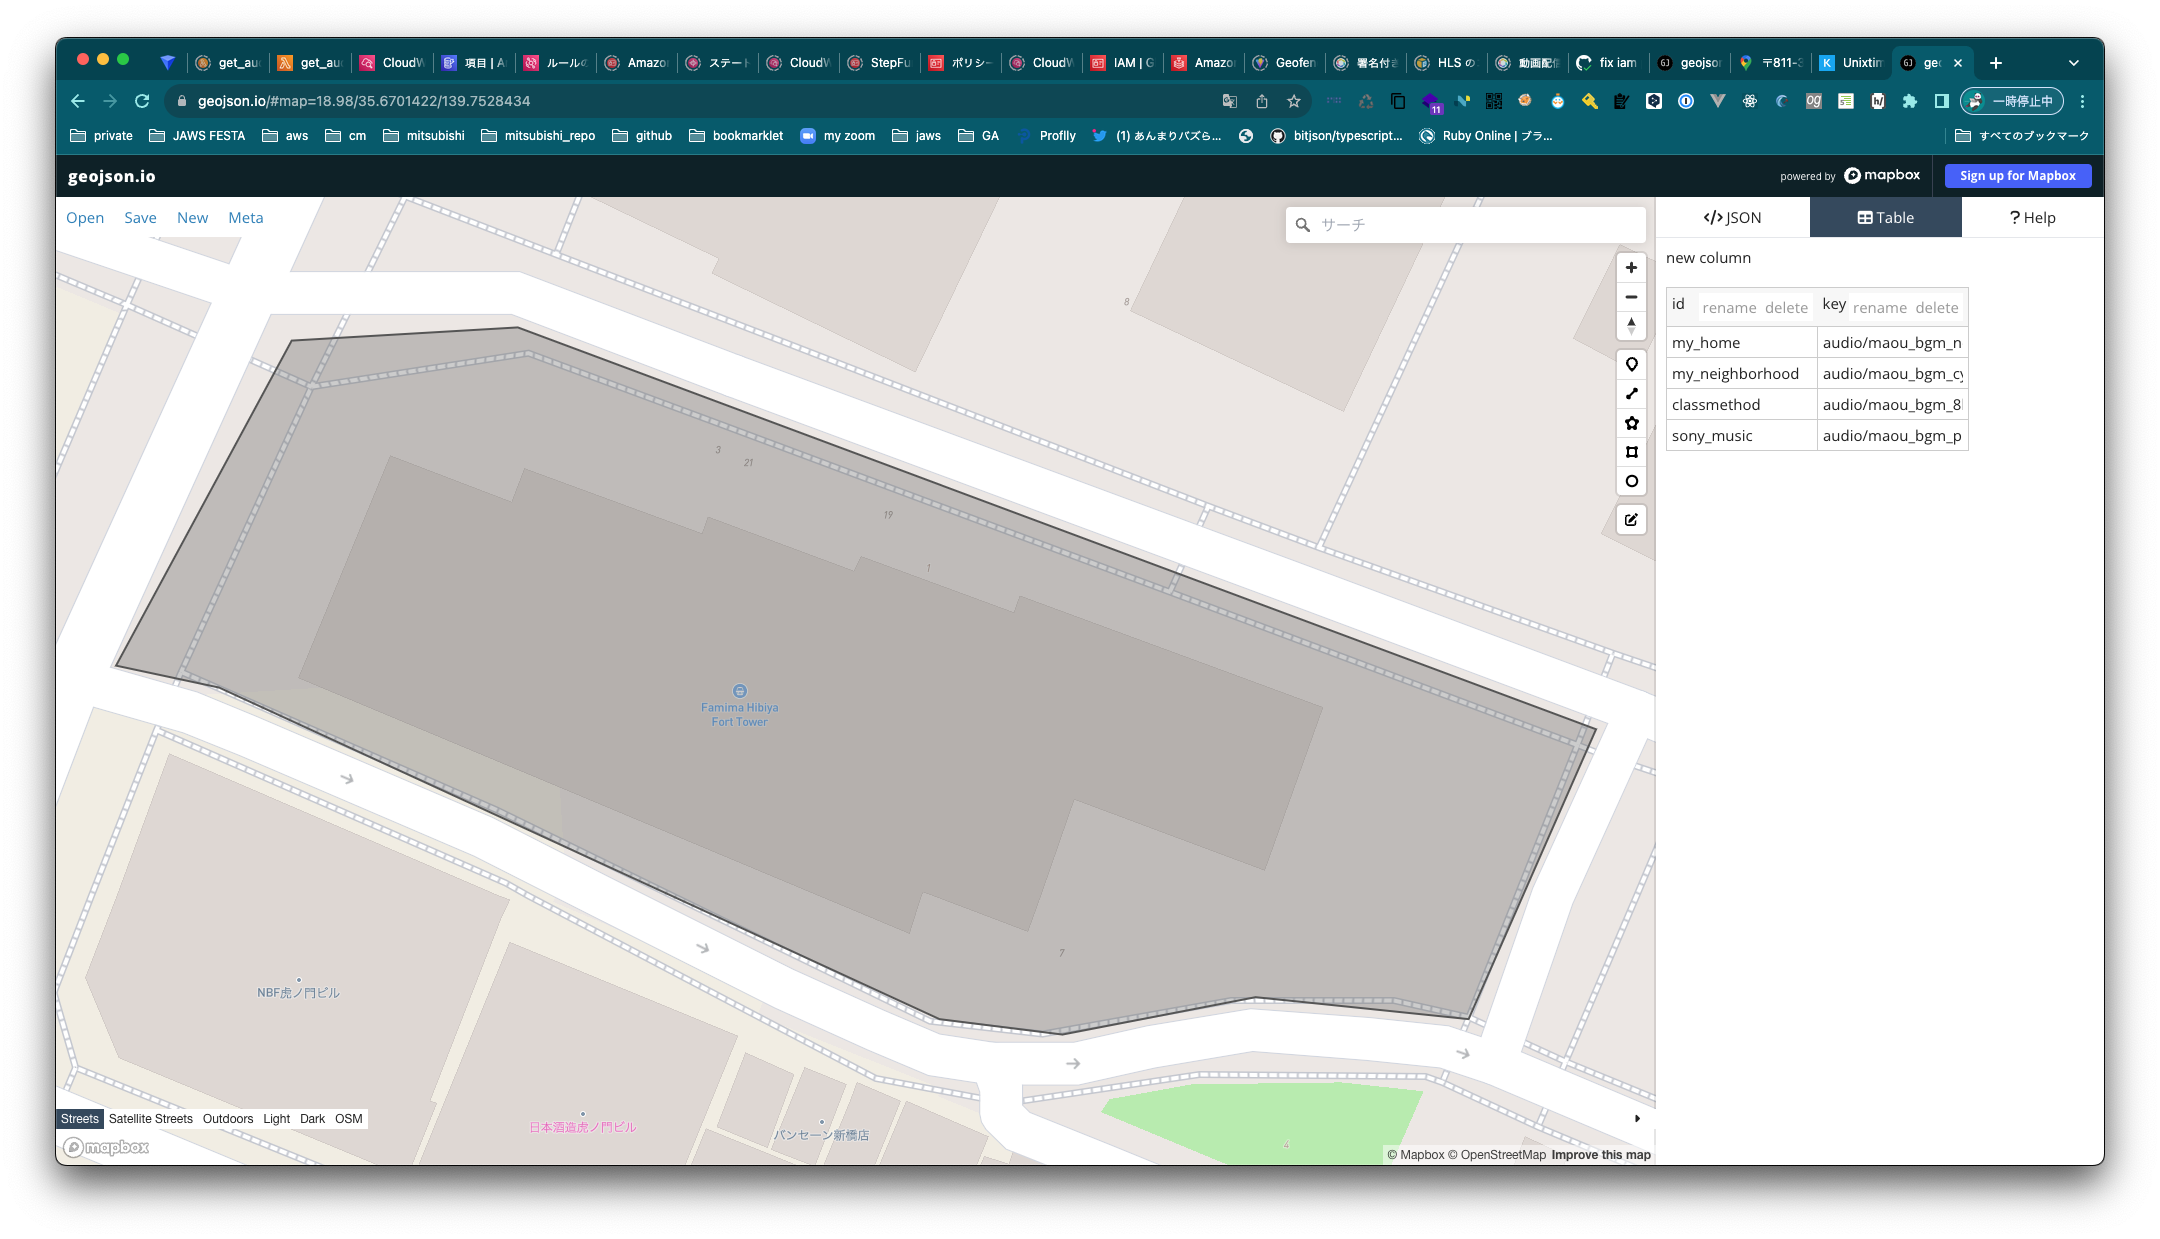 get_au
get_au
CloudW
項目 | A
ルールの
Amazo
ステート
CloudW
StepFu
ポリシー
CloudW
IAM | G
Amazo
Geofen
署名付き
HLS の
動画配信
fix iam
geojson
〒811-3
Unixtim
geo
geojson.io/#map=18.98/35.6701422/139.7528434
11
一時停止中
private
JAWS FESTA
aws
cm
mitsubishi
mitsubishi_repo
github
bookmarklet
my zoom
jaws
GA
Proflly
(1) あんまりバズら...
bitjson/typescript...
Ruby Online | ブラ...
すべてのブックマーク
geojson.io
powered by mapbox
Sign up for Mapbox
Open Save New Meta
サーチ
</> JSON
Table
? Help
new column
id rename delete key rename delete
my_home audio/maou_bgm_n
my_neighborhood audio/maou_bgm_cy
classmethod audio/maou_bgm_8
sony_music audio/maou_bgm_p
8
3
21
19
1
Famima Hibiya
Fort Tower
7
NBF虎ノ門ビル
日本酒造虎ノ門ビル
バンセーン新橋店
4
Streets Satellite Streets Outdoors Light Dark OSM
mapbox
© Mapbox © OpenStreetMap Improve this map